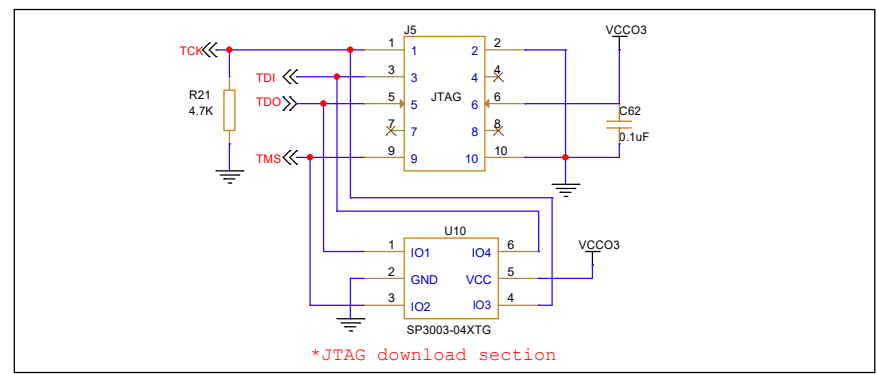 J5
VCCO3
TCK 1 1 2 2
TDI 3 3 4 4
R21
4.7K
TDO 5 5 JTAG 6 6
C62
0.1uF
7 7 8 8
TMS 9 9 10 10
U10
VCCO3
1 IO1 IO4 6
2 GND VCC 5
3 IO2 IO3 4
SP3003-04XTG
*JTAG download section